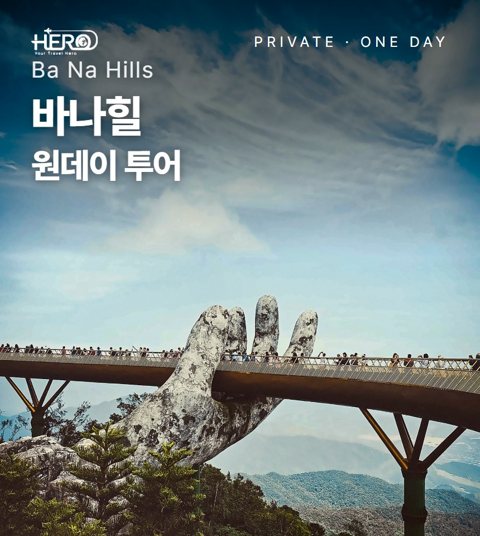 HERO
Your Travel Hero
PRIVATE · ONE DAY
Ba Na Hills
바나힐
원데이 투어